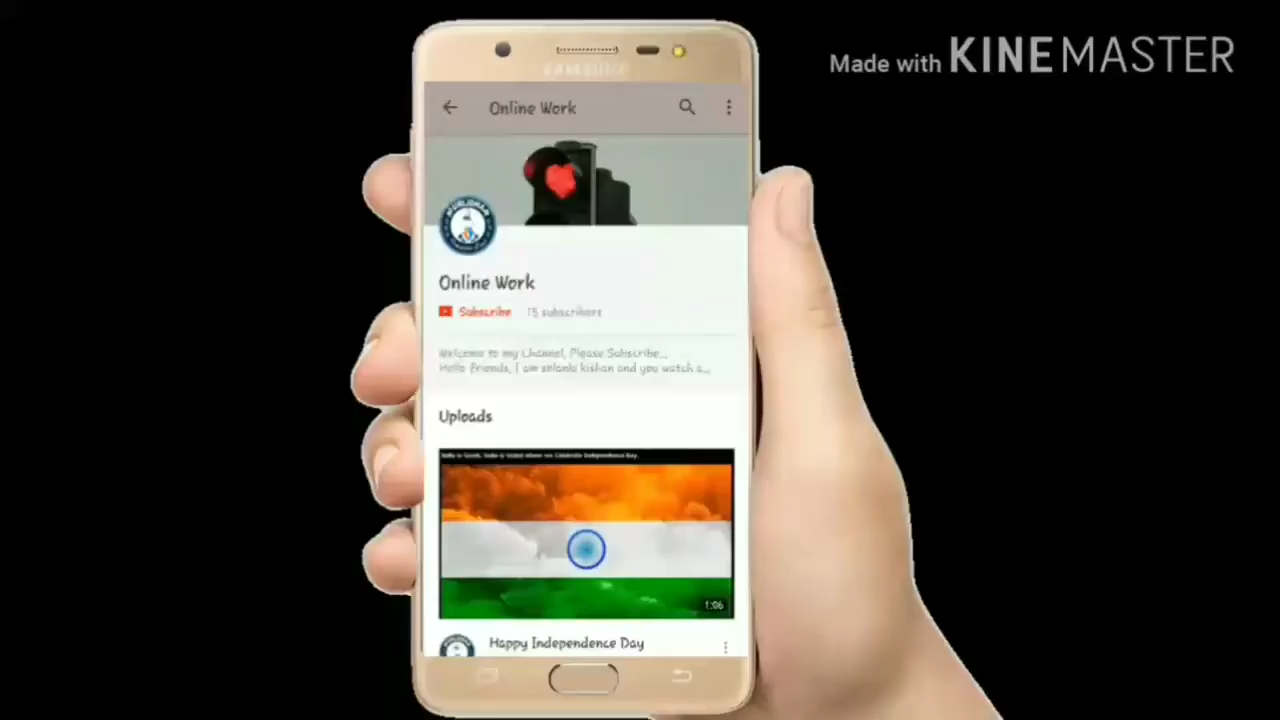 Made with KINEMASTER
SAMSUNG
Online Work
Online Work
Subscribe 15 subscribers
Welcome to my Channel, Please Subscribe...
Hello Friends, I am solanki kishan and you watch a...
Uploads
1:06
Happy Independence Day